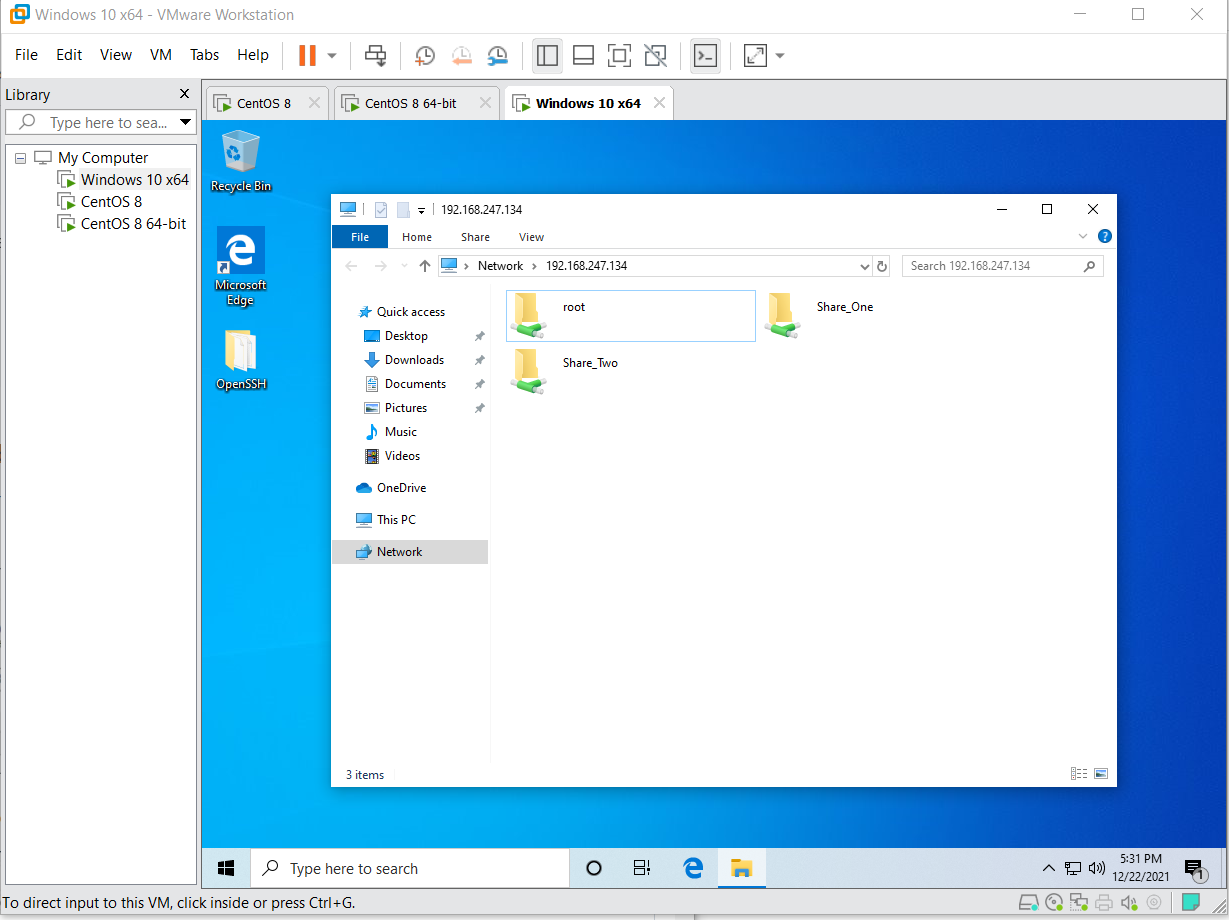 Windows 10 x64 - VMware Workstation
File Edit View VM Tabs Help
Library
Type here to sea...
My Computer
Windows 10 x64
CentOS 8
CentOS 8 64-bit
CentOS 8
CentOS 8 64-bit
Windows 10 x64
Recycle Bin
Microsoft
Edge
OpenSSH
192.168.247.134
File Home Share View
Network 192.168.247.134
Search 192.168.247.134
Quick access
Desktop
Downloads
Documents
Pictures
Music
Videos
OneDrive
This PC
Network
root
Share_One
Share_Two
3 items
Type here to search
5:31 PM
12/22/2021
1
To direct input to this VM, click inside or press Ctrl+G.